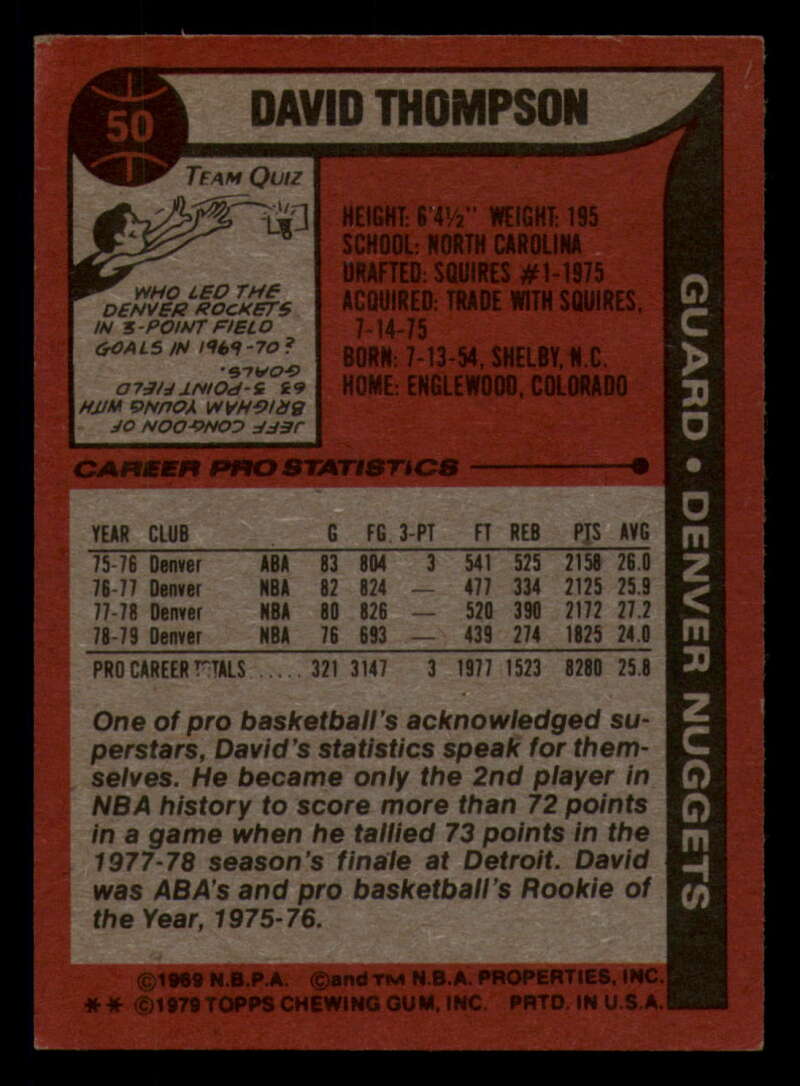 50
DAVID THOMPSON
TEAM QUIZ
WHO LED THE
DENVER ROCKETS
IN 3-POINT FIELD
GOALS IN 1969-70?
JEFF CONGDON OF
BRIGHAM YOUNG WITH
63 3-POINT FIELD
GOALS.
HEIGHT: 6'4½" WEIGHT: 195
SCHOOL: NORTH CAROLINA
DRAFTED: SQUIRES #1-1975
ACQUIRED: TRADE WITH SQUIRES,
7-14-75
BORN: 7-13-54, SHELBY, N.C.
HOME: ENGLEWOOD, COLORADO
GUARD • DENVER NUGGETS
CAREER PRO STATISTICS
YEAR CLUB G FG 3-PT FT REB PTS AVG
75-76 Denver ABA 83 804 3 541 525 2158 26.0
76-77 Denver NBA 82 824 — 477 334 2125 25.9
77-78 Denver NBA 80 826 — 520 390 2172 27.2
78-79 Denver NBA 76 693 — 439 274 1825 24.0
PRO CAREER TOTALS ..... 321 3147 3 1977 1523 8280 25.8
One of pro basketball's acknowledged su-
perstars, David's statistics speak for them-
selves. He became only the 2nd player in
NBA history to score more than 72 points
in a game when he tallied 73 points in the
1977-78 season's finale at Detroit. David
was ABA's and pro basketball's Rookie of
the Year, 1975-76.
©1969 N.B.P.A. ©and TM N.B.A. PROPERTIES, INC.
** ©1979 TOPPS CHEWING GUM, INC. PRTD. IN U.S.A.